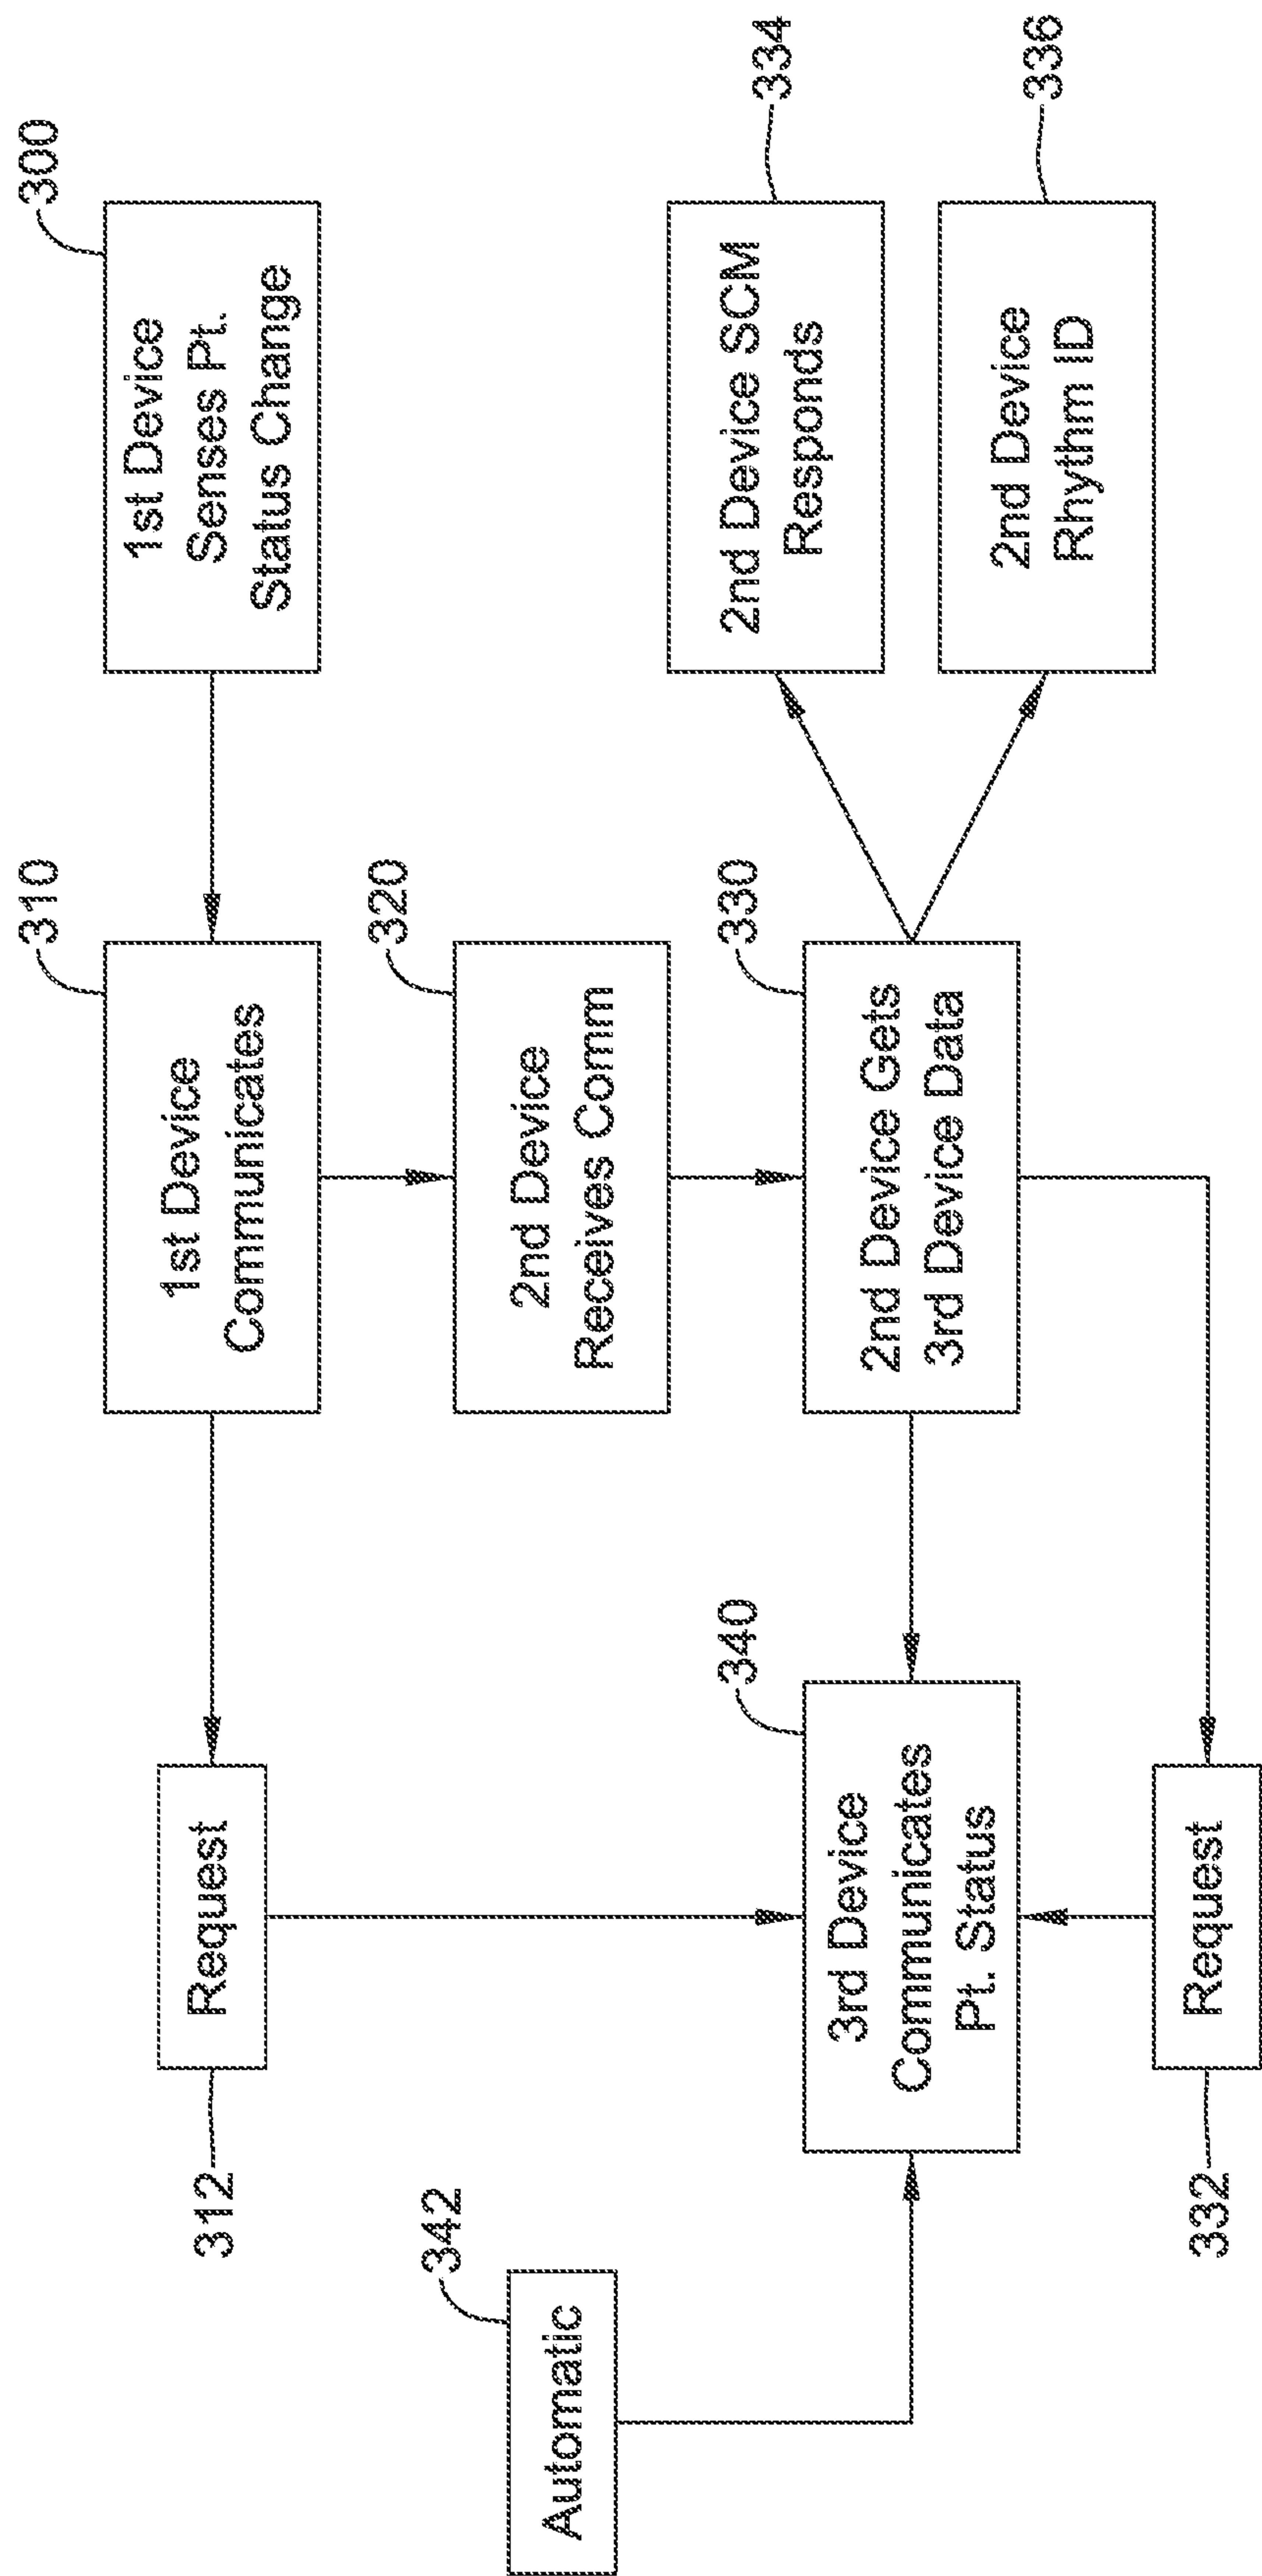 300
1st Device
Senses Pt.
Status Change
310
1st Device
Communicates
312
Request
320
2nd Device
Receives Comm
330
2nd Device Gets
3rd Device Data
334
2nd Device SCM
Responds
336
2nd Device
Rhythm ID
340
3rd Device
Communicates
Pt. Status
342
Automatic
332
Request